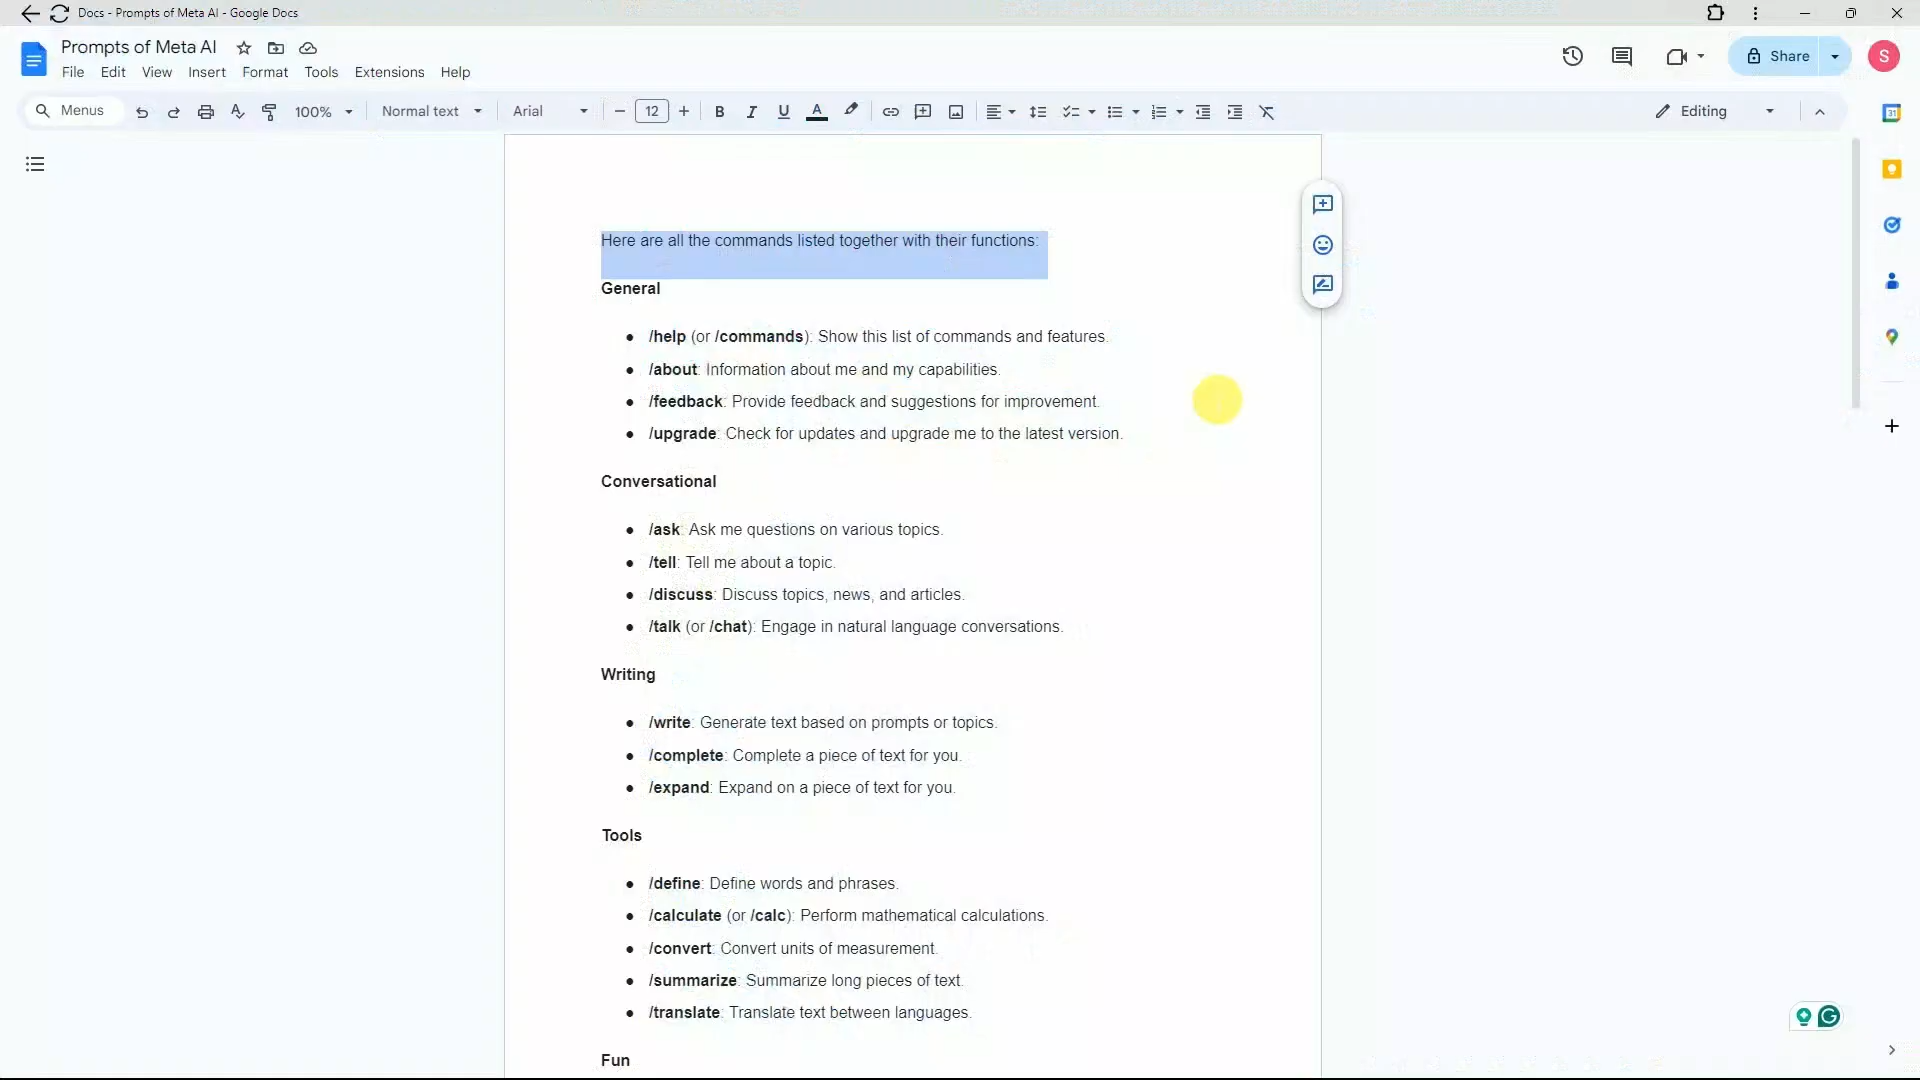 Docs - Prompts of Meta AI - Google Docs
Prompts of Meta AI
File Edit View Insert Format Tools Extensions Help
Share
S
Menus 100% Normal text Arial 12 B I U A Editing
31
Here are all the commands listed together with their functions:
General
● /help (or /commands): Show this list of commands and features.
● /about: Information about me and my capabilities.
● /feedback: Provide feedback and suggestions for improvement.
● /upgrade: Check for updates and upgrade me to the latest version.
Conversational
● /ask: Ask me questions on various topics.
● /tell: Tell me about a topic.
● /discuss: Discuss topics, news, and articles.
● /talk (or /chat): Engage in natural language conversations.
Writing
● /write: Generate text based on prompts or topics.
● /complete: Complete a piece of text for you.
● /expand: Expand on a piece of text for you.
Tools
● /define: Define words and phrases.
● /calculate (or /calc): Perform mathematical calculations.
● /convert: Convert units of measurement.
● /summarize: Summarize long pieces of text.
● /translate: Translate text between languages.
Fun